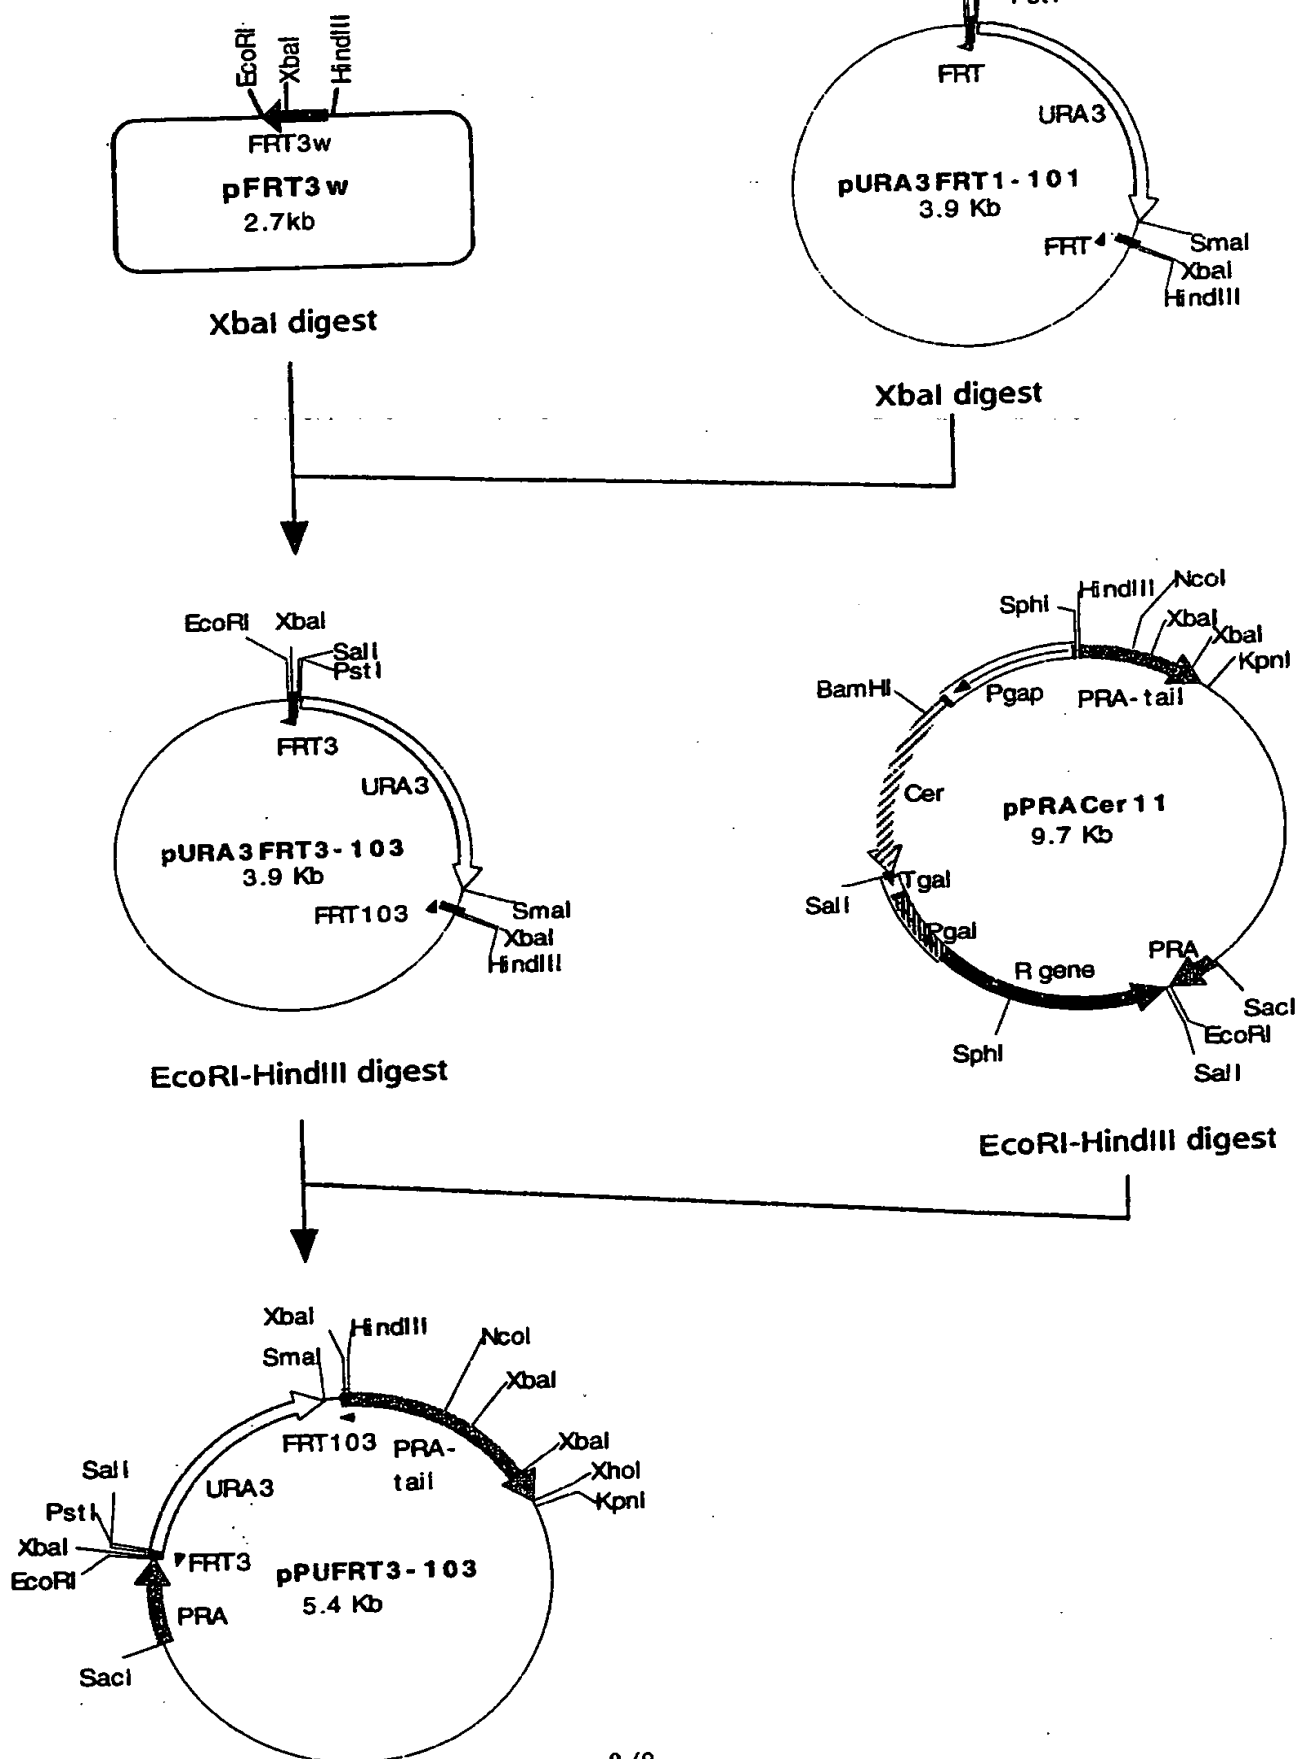 EcoRI
XbaI
HindIII
FRT3w
pFRT3w
2.7kb
XbaI digest
PstI
FRT
URA3
pURA3FRT1-101
3.9 Kb
FRT
SmaI
XbaI
HindIII
XbaI digest
EcoRI
XbaI
SalI
PstI
FRT3
URA3
pURA3FRT3-103
3.9 Kb
FRT103
SmaI
XbaI
HindIII
EcoRI-HindIII digest
SphI
HindIII
NcoI
XbaI
XbaI
KpnI
BamHI
Pgap
PRA-tail
Cer
pPRACer11
9.7 Kb
Tgal
SalI
Pgal
R gene
PRA
SacI
EcoRI
SphI
SalI
EcoRI-HindIII digest
XbaI
HindIII
SmaI
NcoI
XbaI
FRT103
PRA-
tail
XbaI
XhoI
KpnI
SalI
URA3
PstI
XbaI
EcoRI
FRT3
pPUFRT3-103
5.4 Kb
PRA
SacI